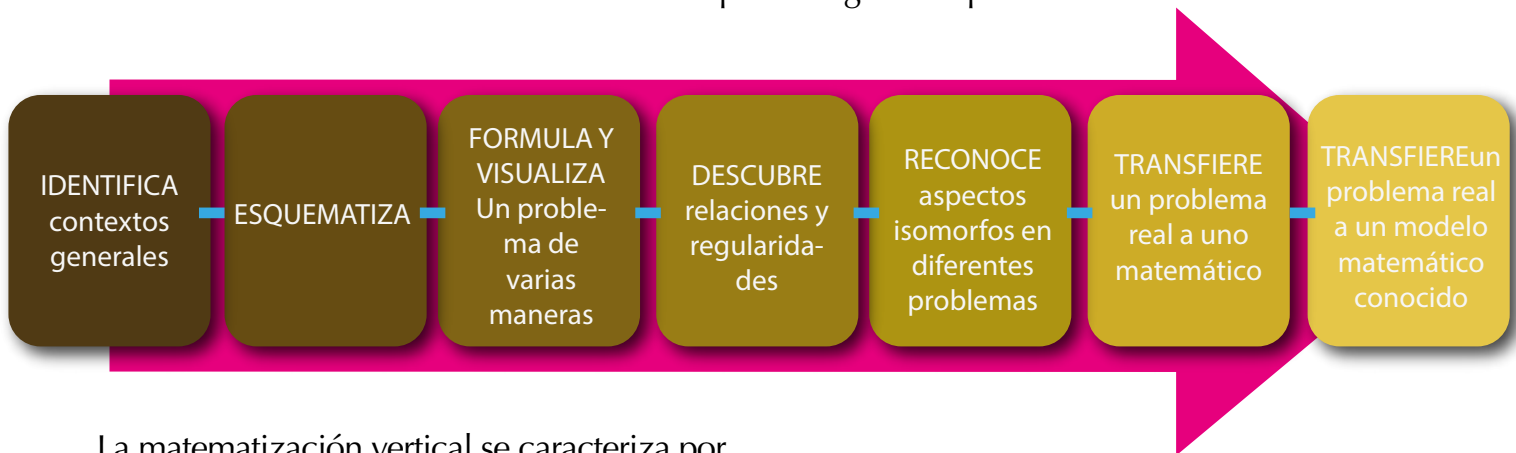 IDENTIFICA
contextos
generales
ESQUEMATIZA
FORMULA Y
VISUALIZA
Un proble-
ma de
varias
maneras
DESCUBRE
relaciones y
regularida-
des
RECONOCE
aspectos
isomorfos en
diferentes
problemas
TRANSFIERE
un problema
real a uno
matemático
TRANSFIEREun
problema real
a un modelo
matemático
conocido
La matematización vertical se caracteriza por